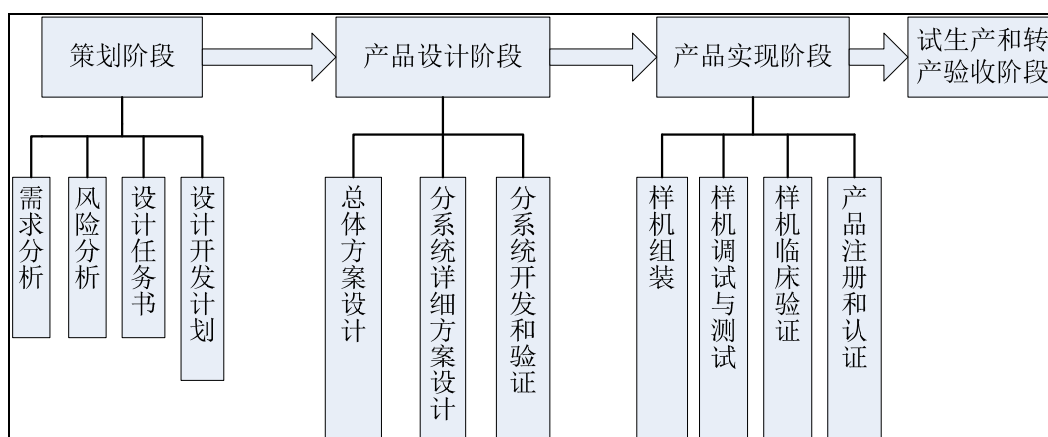 策划阶段
产品设计阶段
产品实现阶段
试生产和转
产验收阶段
需求分析
风险分析
设计任务书
设计开发计划
总体方案设计
分系统详细方案设计
分系统开发和验证
样机组装
样机调试与测试
样机临床验证
产品注册和认证